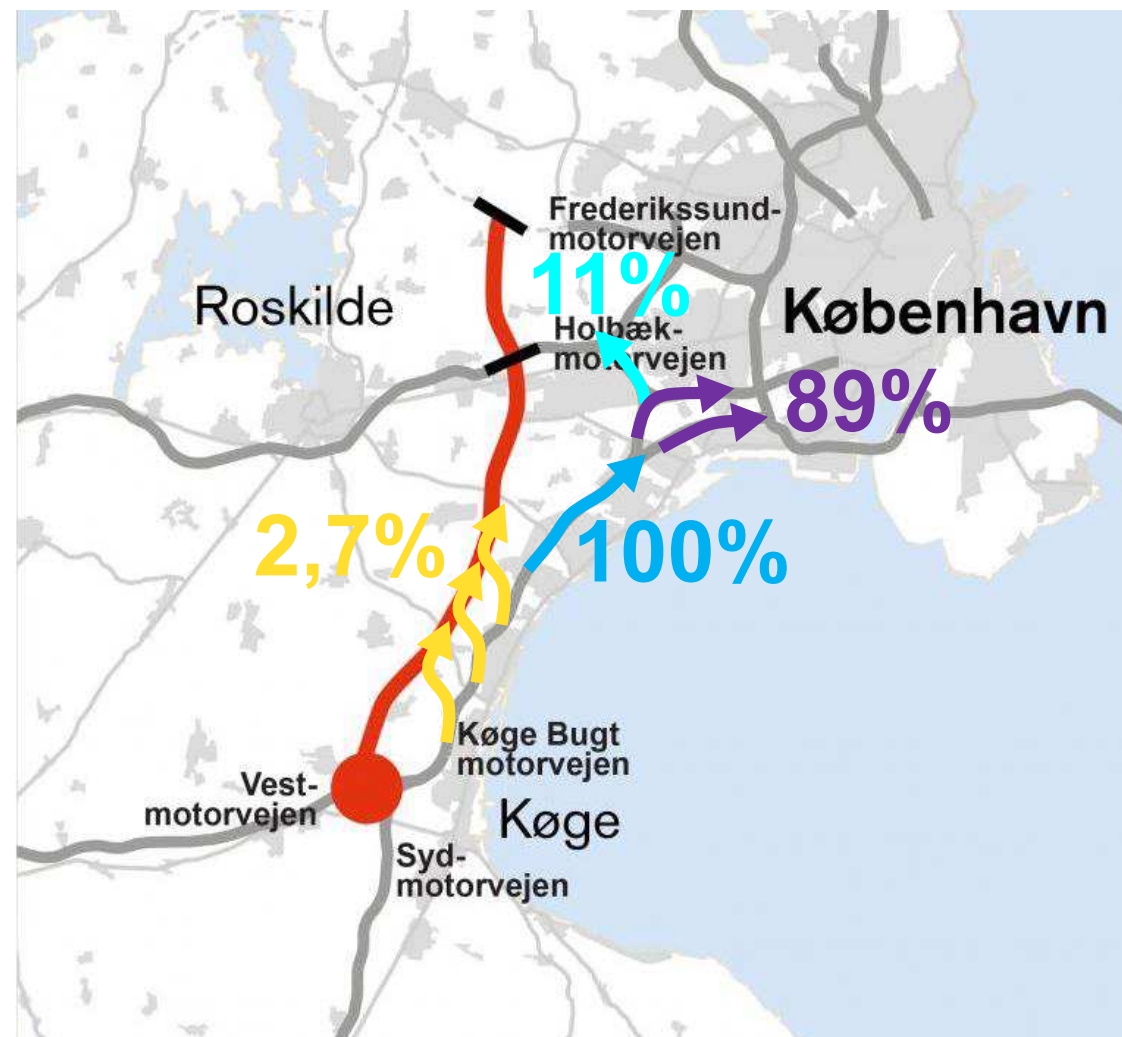 Frederikssund-
motorvejen
11%
Roskilde
København
Holbæk-
motorvejen
89%
2,7%
100%
Køge Bugt
motorvejen
Vest-
motorvejen
Køge
Syd-
motorvejen